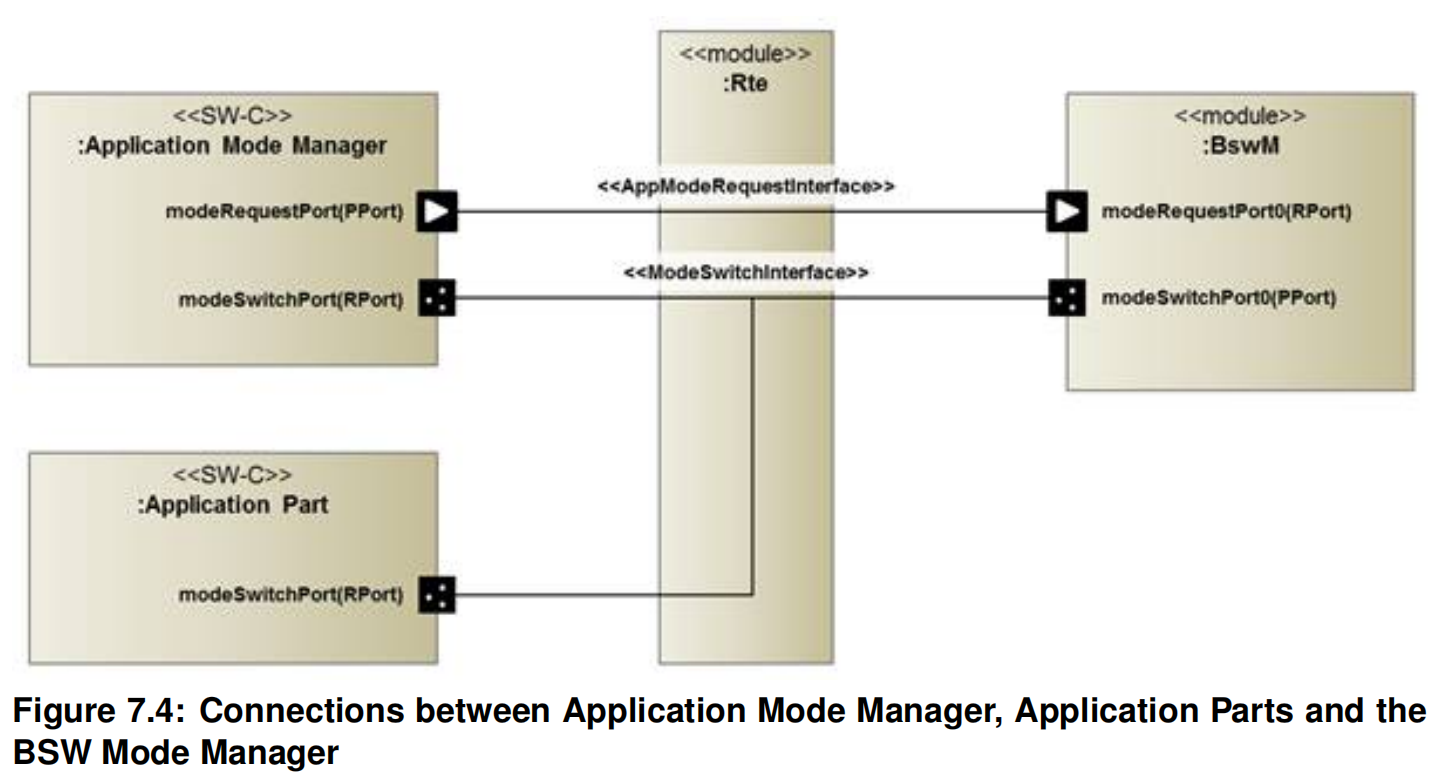 <<module>>
:Rte
<<SW-C>>
:Application Mode Manager
<<module>>
:BswM
<<AppModeRequestInterface>>
modeRequestPort(PPort)
modeRequestPort0(RPort)
<<ModeSwitchInterface>>
modeSwitchPort(RPort)
modeSwitchPort0(PPort)
<<SW-C>>
:Application Part
modeSwitchPort(RPort)
Figure 7.4: Connections between Application Mode Manager, Application Parts and the
BSW Mode Manager